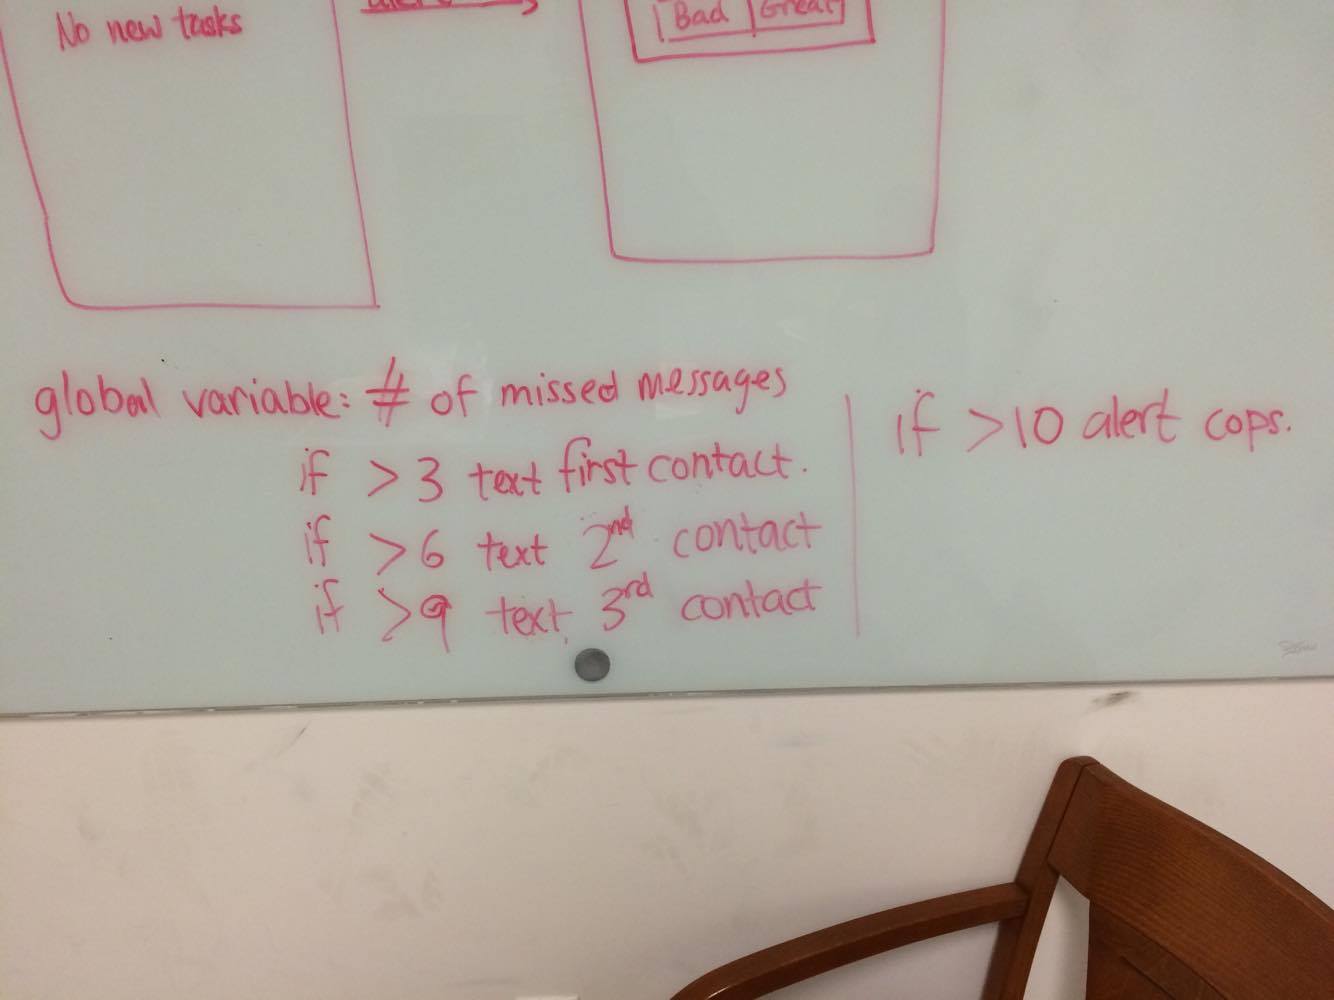 No new tasks
Bad Great
global variable: # of missed messages
if >3 text first contact.
if >6 text 2nd contact
if >9 text 3rd contact
if >10 alert cops.